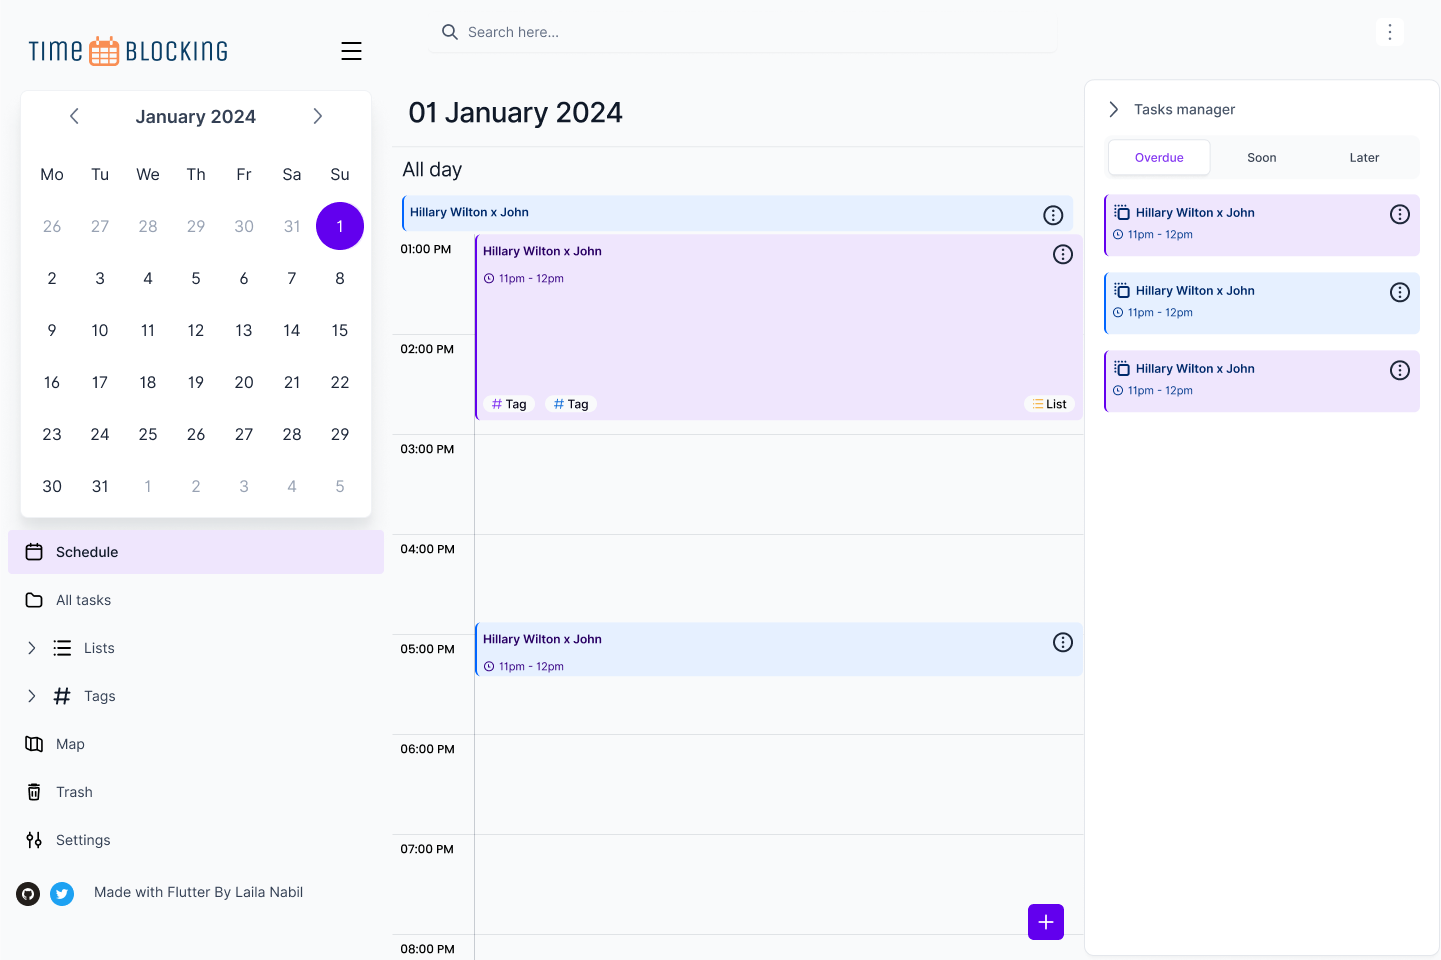 TIME BLOCKING
January 2024
Mo Tu We Th Fr Sa Su
26 27 28 29 30 31 1
2 3 4 5 6 7 8
9 10 11 12 13 14 15
16 17 18 19 20 21 22
23 24 25 26 27 28 29
30 31 1 2 3 4 5
Schedule
All tasks
Lists
Tags
Map
Trash
Settings
Made with Flutter By Laila Nabil
Search here...
01 January 2024
All day
Hillary Wilton x John
01:00 PM
Hillary Wilton x John
11pm - 12pm
02:00 PM
Tag Tag List
03:00 PM
04:00 PM
Hillary Wilton x John
05:00 PM
11pm - 12pm
06:00 PM
07:00 PM
08:00 PM
Tasks manager
Overdue Soon Later
Hillary Wilton x John
11pm - 12pm
Hillary Wilton x John
11pm - 12pm
Hillary Wilton x John
11pm - 12pm